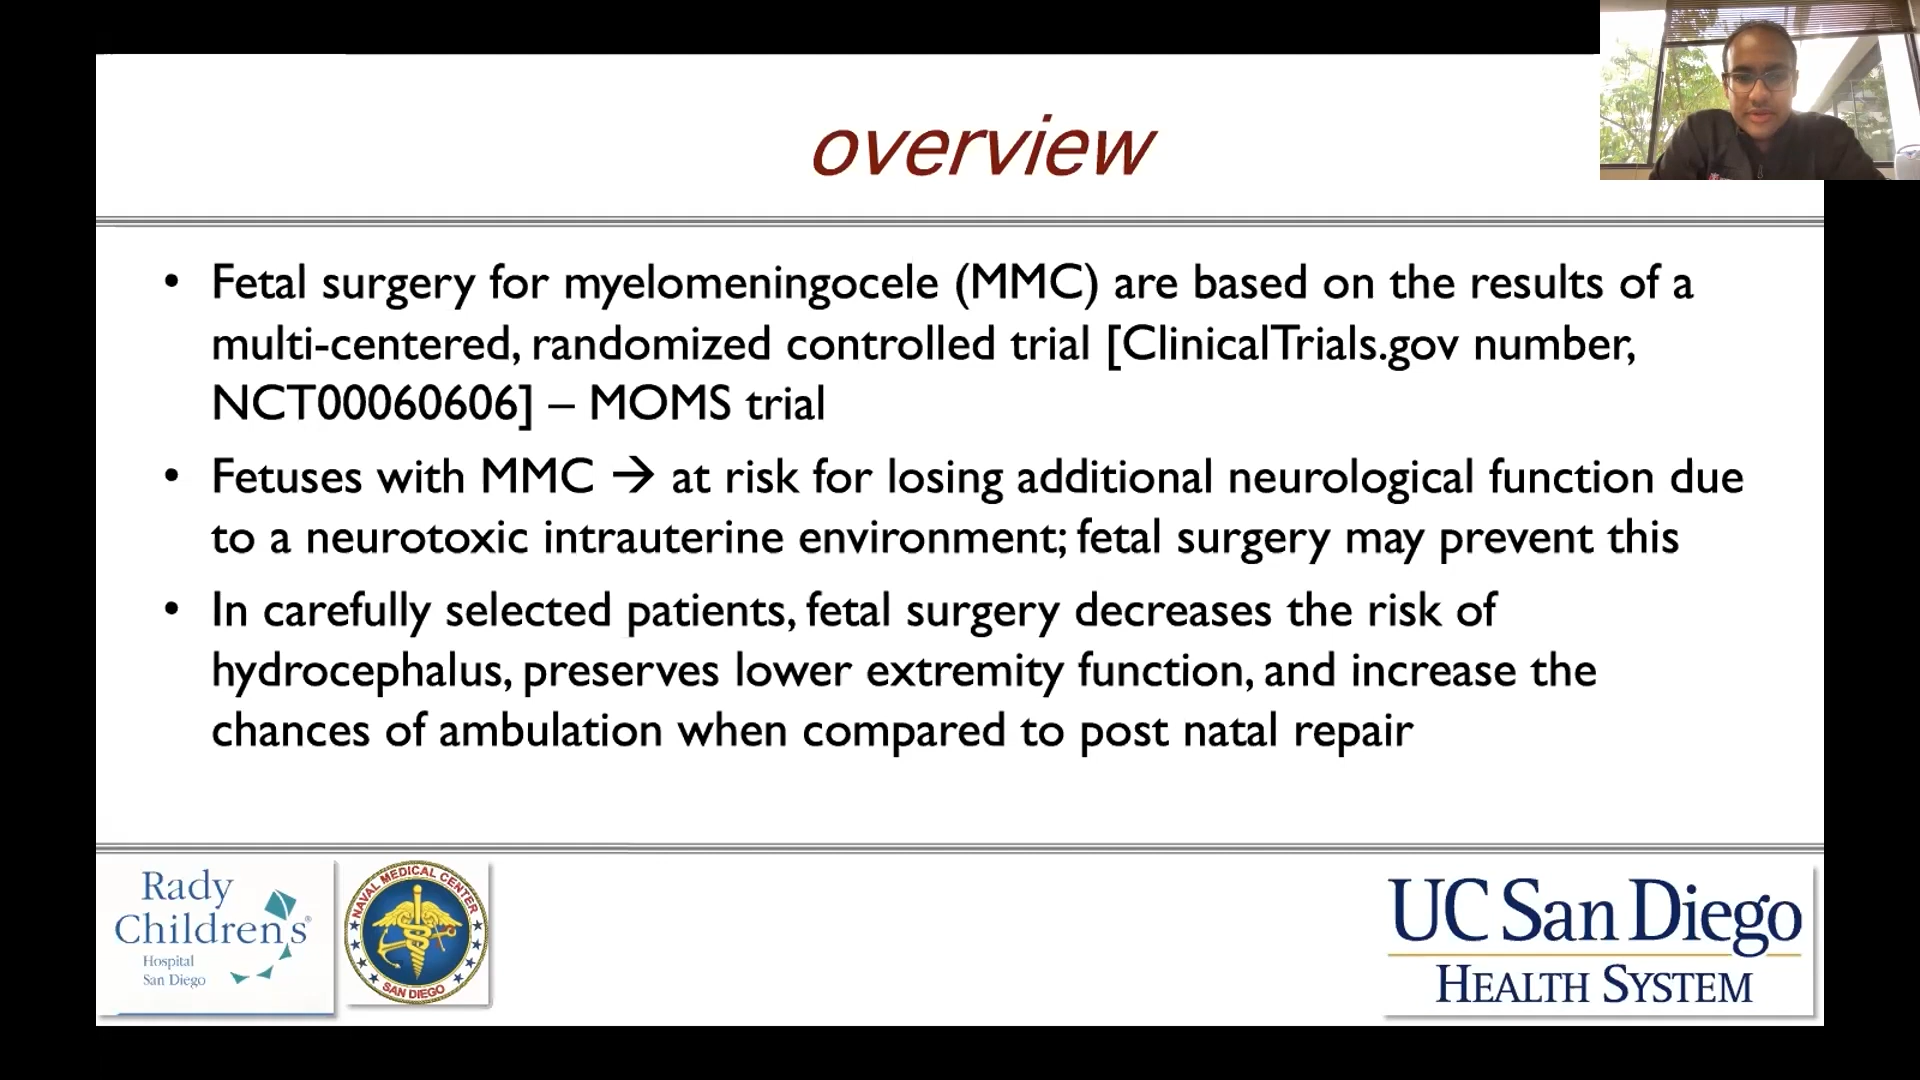 overview
• Fetal surgery for myelomeningocele (MMC) are based on the results of a
multi-centered, randomized controlled trial [ClinicalTrials.gov number,
NCT00060606] – MOMS trial
• Fetuses with MMC → at risk for losing additional neurological function due
to a neurotoxic intrauterine environment; fetal surgery may prevent this
• In carefully selected patients, fetal surgery decreases the risk of
hydrocephalus, preserves lower extremity function, and increase the
chances of ambulation when compared to post natal repair
Rady
Children's®
Hospital
San Diego
NAVAL MEDICAL CENTER
SAN DIEGO
UC San Diego
HEALTH SYSTEM